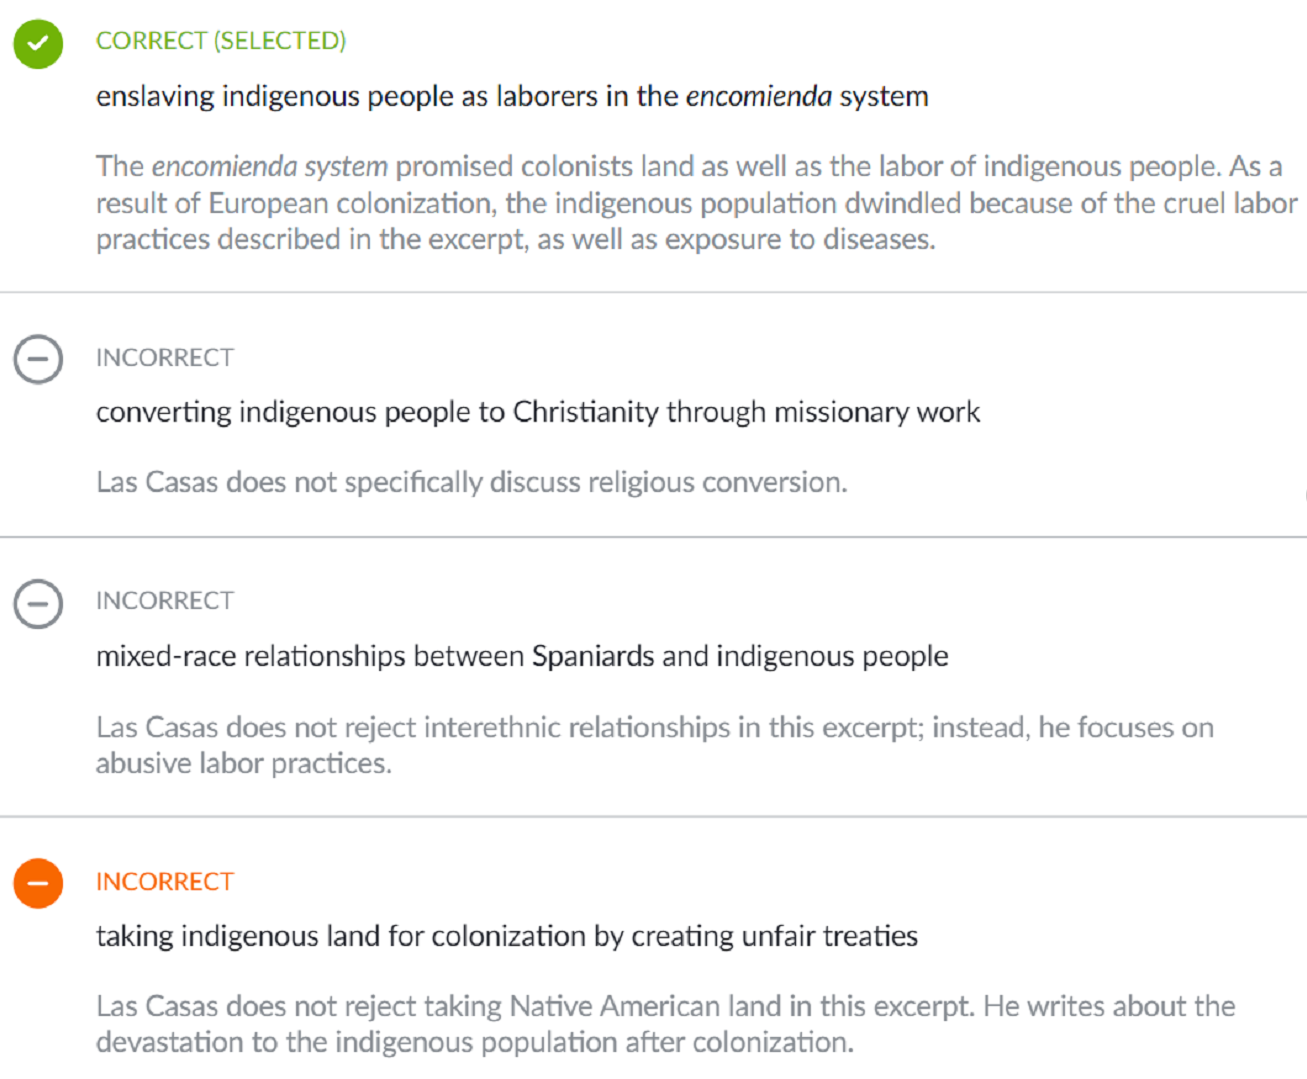 CORRECT (SELECTED)
enslaving indigenous people as laborers in the encomienda system
The encomienda system promised colonists land as well as the labor of indigenous people. As a
result of European colonization, the indigenous population dwindled because of the cruel labor
practices described in the excerpt, as well as exposure to diseases.
INCORRECT
converting indigenous people to Christianity through missionary work
Las Casas does not specifically discuss religious conversion.
INCORRECT
mixed-race relationships between Spaniards and indigenous people
Las Casas does not reject interethnic relationships in this excerpt; instead, he focuses on
abusive labor practices.
INCORRECT
taking indigenous land for colonization by creating unfair treaties
Las Casas does not reject taking Native American land in this excerpt. He writes about the
devastation to the indigenous population after colonization.